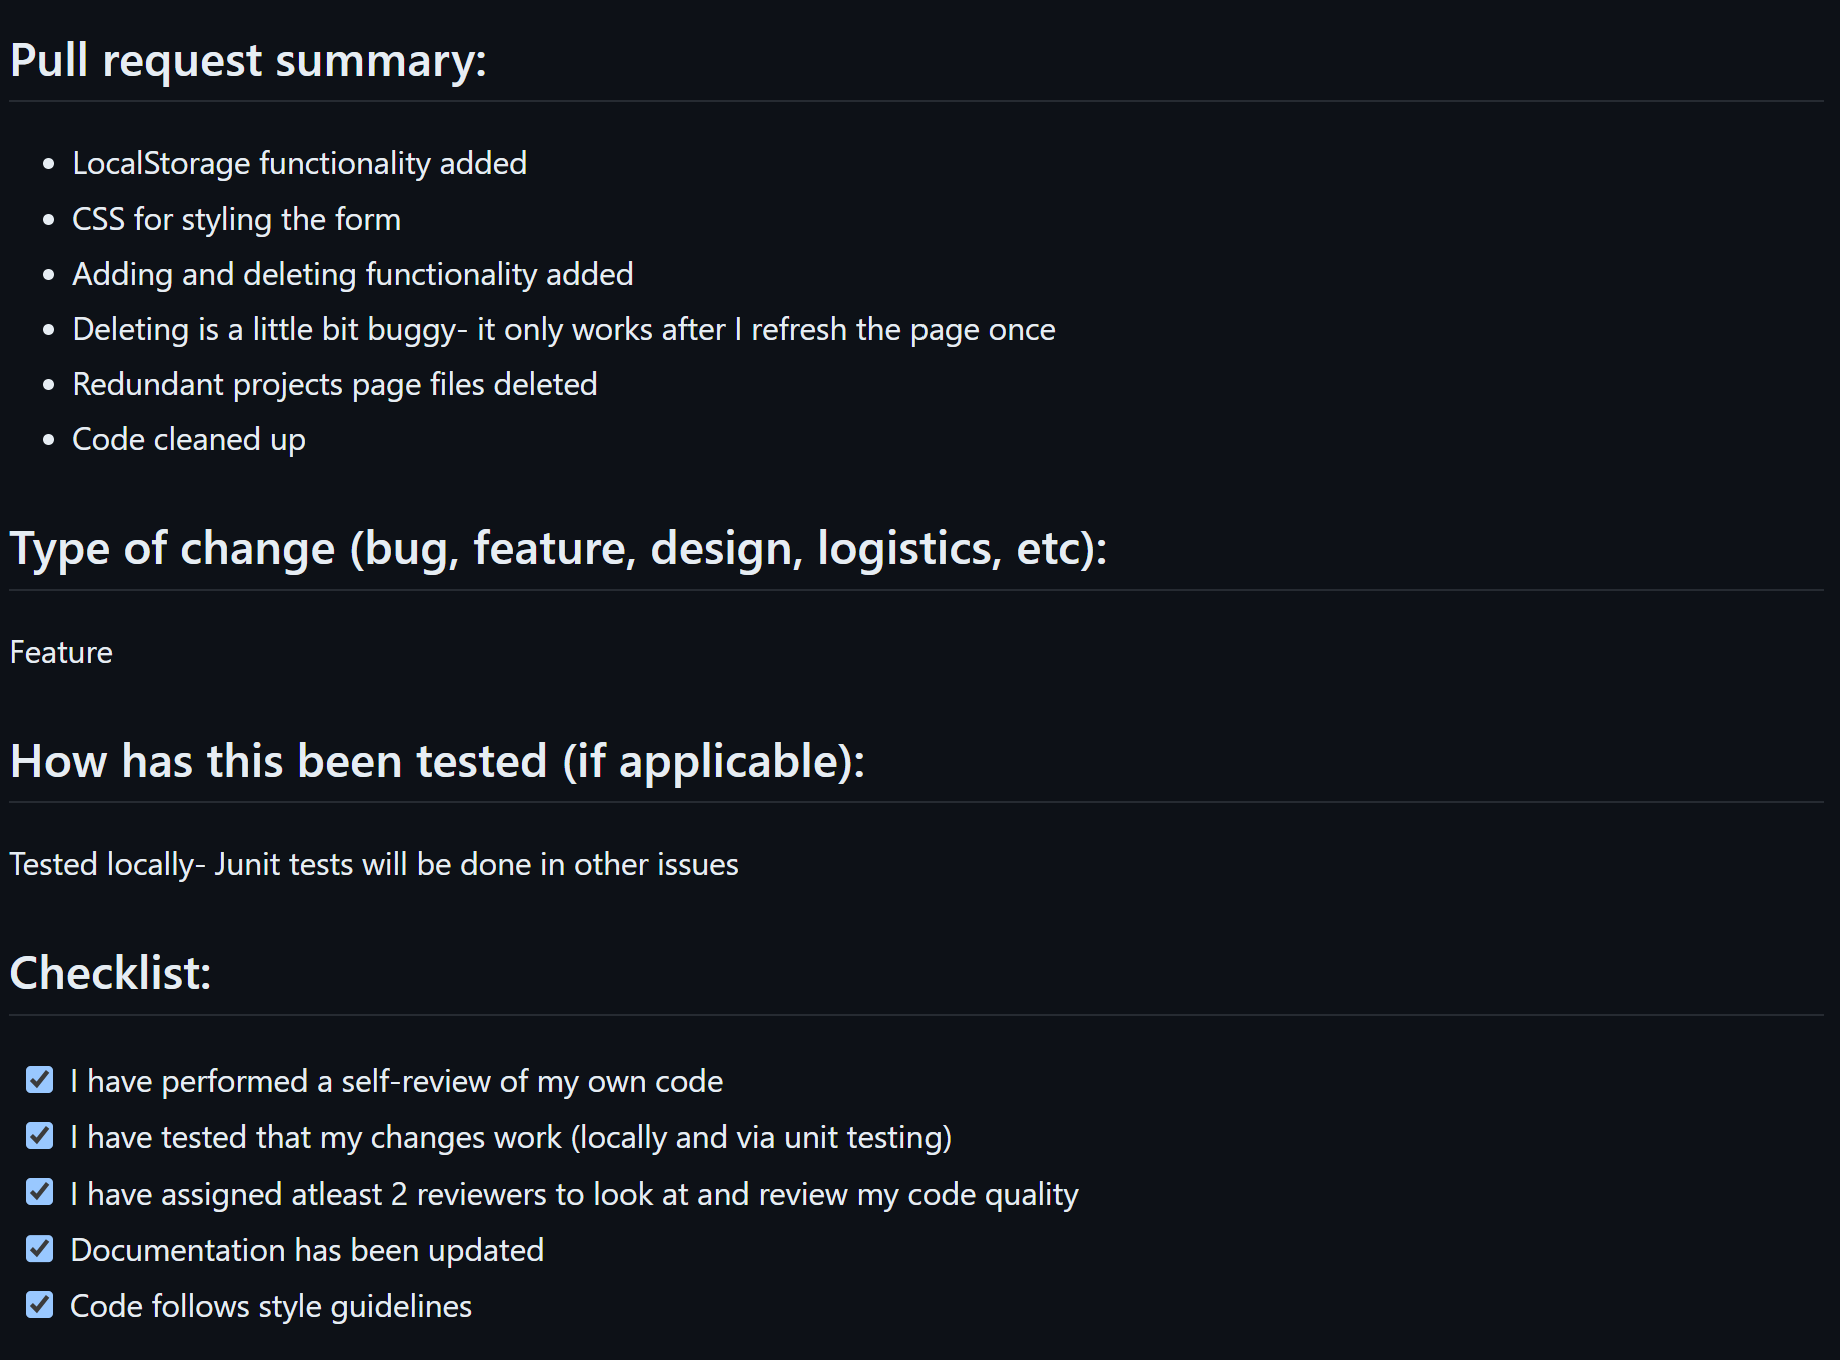 Pull request summary:
LocalStorage functionality added
CSS for styling the form
Adding and deleting functionality added
Deleting is a little bit buggy- it only works after I refresh the page once
Redundant projects page files deleted
Code cleaned up
Type of change (bug, feature, design, logistics, etc):
Feature
How has this been tested (if applicable):
Tested locally- Junit tests will be done in other issues
Checklist:
I have performed a self-review of my own code
I have tested that my changes work (locally and via unit testing)
I have assigned atleast 2 reviewers to look at and review my code quality
Documentation has been updated
Code follows style guidelines